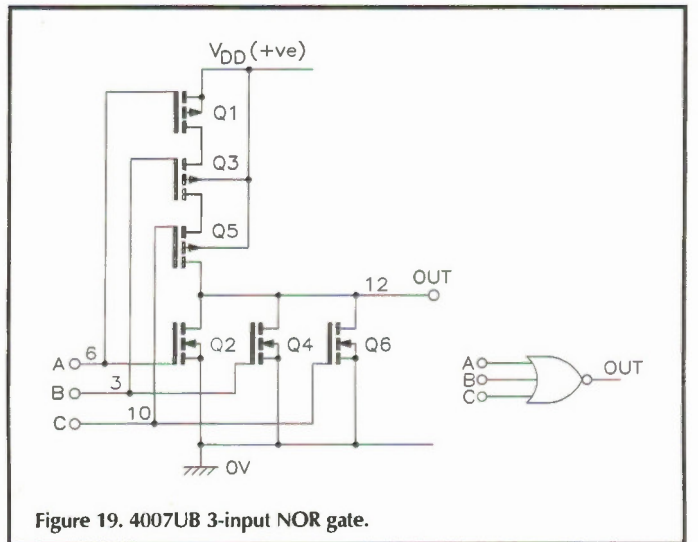 VDD (+ve)
Q1
Q3
Q5
12 OUT
A 6 Q2 Q4 Q6
B 3
C 10
0V
A
B OUT
C
Figure 19. 4007UB 3-input NOR gate.